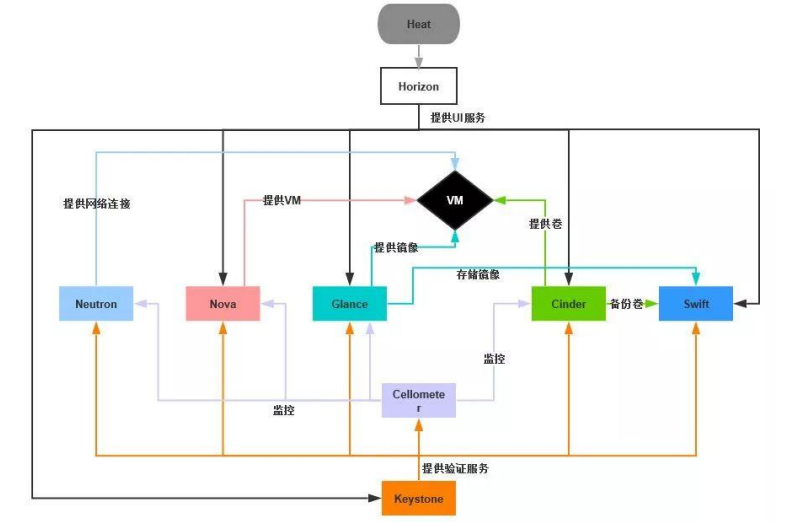 Heat
Horizon
提供UI服务
提供网络连接
提供VM
VM
提供卷
提供镜像
存储镜像
Neutron
Nova
Glance
Cinder
备份卷
Swift
监控
Cellomete
r
监控
提供验证服务
Keystone